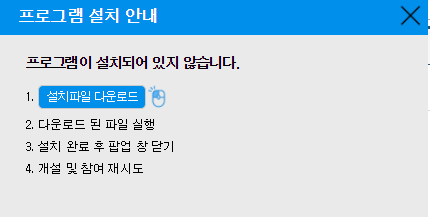 프로그램 설치 안내
프로그램이 설치되어 있지 않습니다.
1. 설치파일 다운로드
2. 다운로드 된 파일 실행
3. 설치 완료 후 팝업 창 닫기
4. 개설 및 참여 재시도